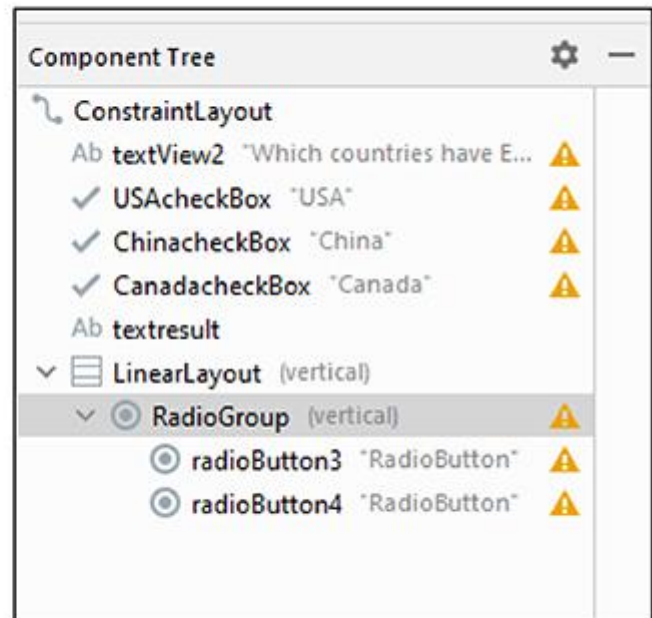 Component Tree
ConstraintLayout
Ab textView2 "Which countries have E...
USAcheckBox "USA"
ChinacheckBox "China"
CanadacheckBox "Canada"
Ab textresult
LinearLayout (vertical)
RadioGroup (vertical)
radioButton3 "RadioButton"
radioButton4 "RadioButton"